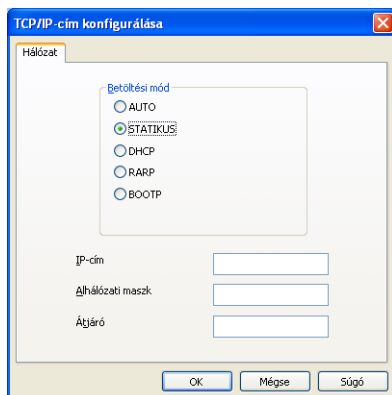 TCP/IP-cím konfigurálása
Hálózat
Betöltési mód
AUTO
STATIKUS
DHCP
RARP
BOOTP
IP-cím
Alhálózati maszk
Átjáró
OK Mégse Súgó